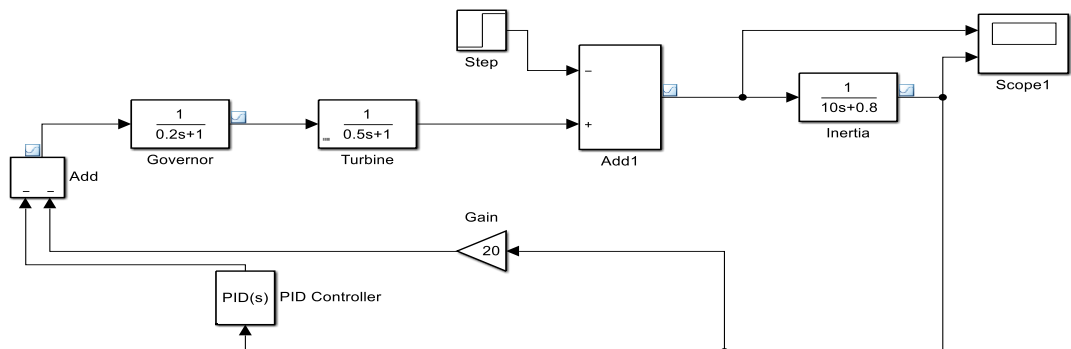 Step
−
+
Add1
1
10s+0.8
Inertia
Scope1
1
0.2s+1
Governor
1
0.5s+1
Turbine
− −
Add
Gain
20
PID(s)
PID Controller